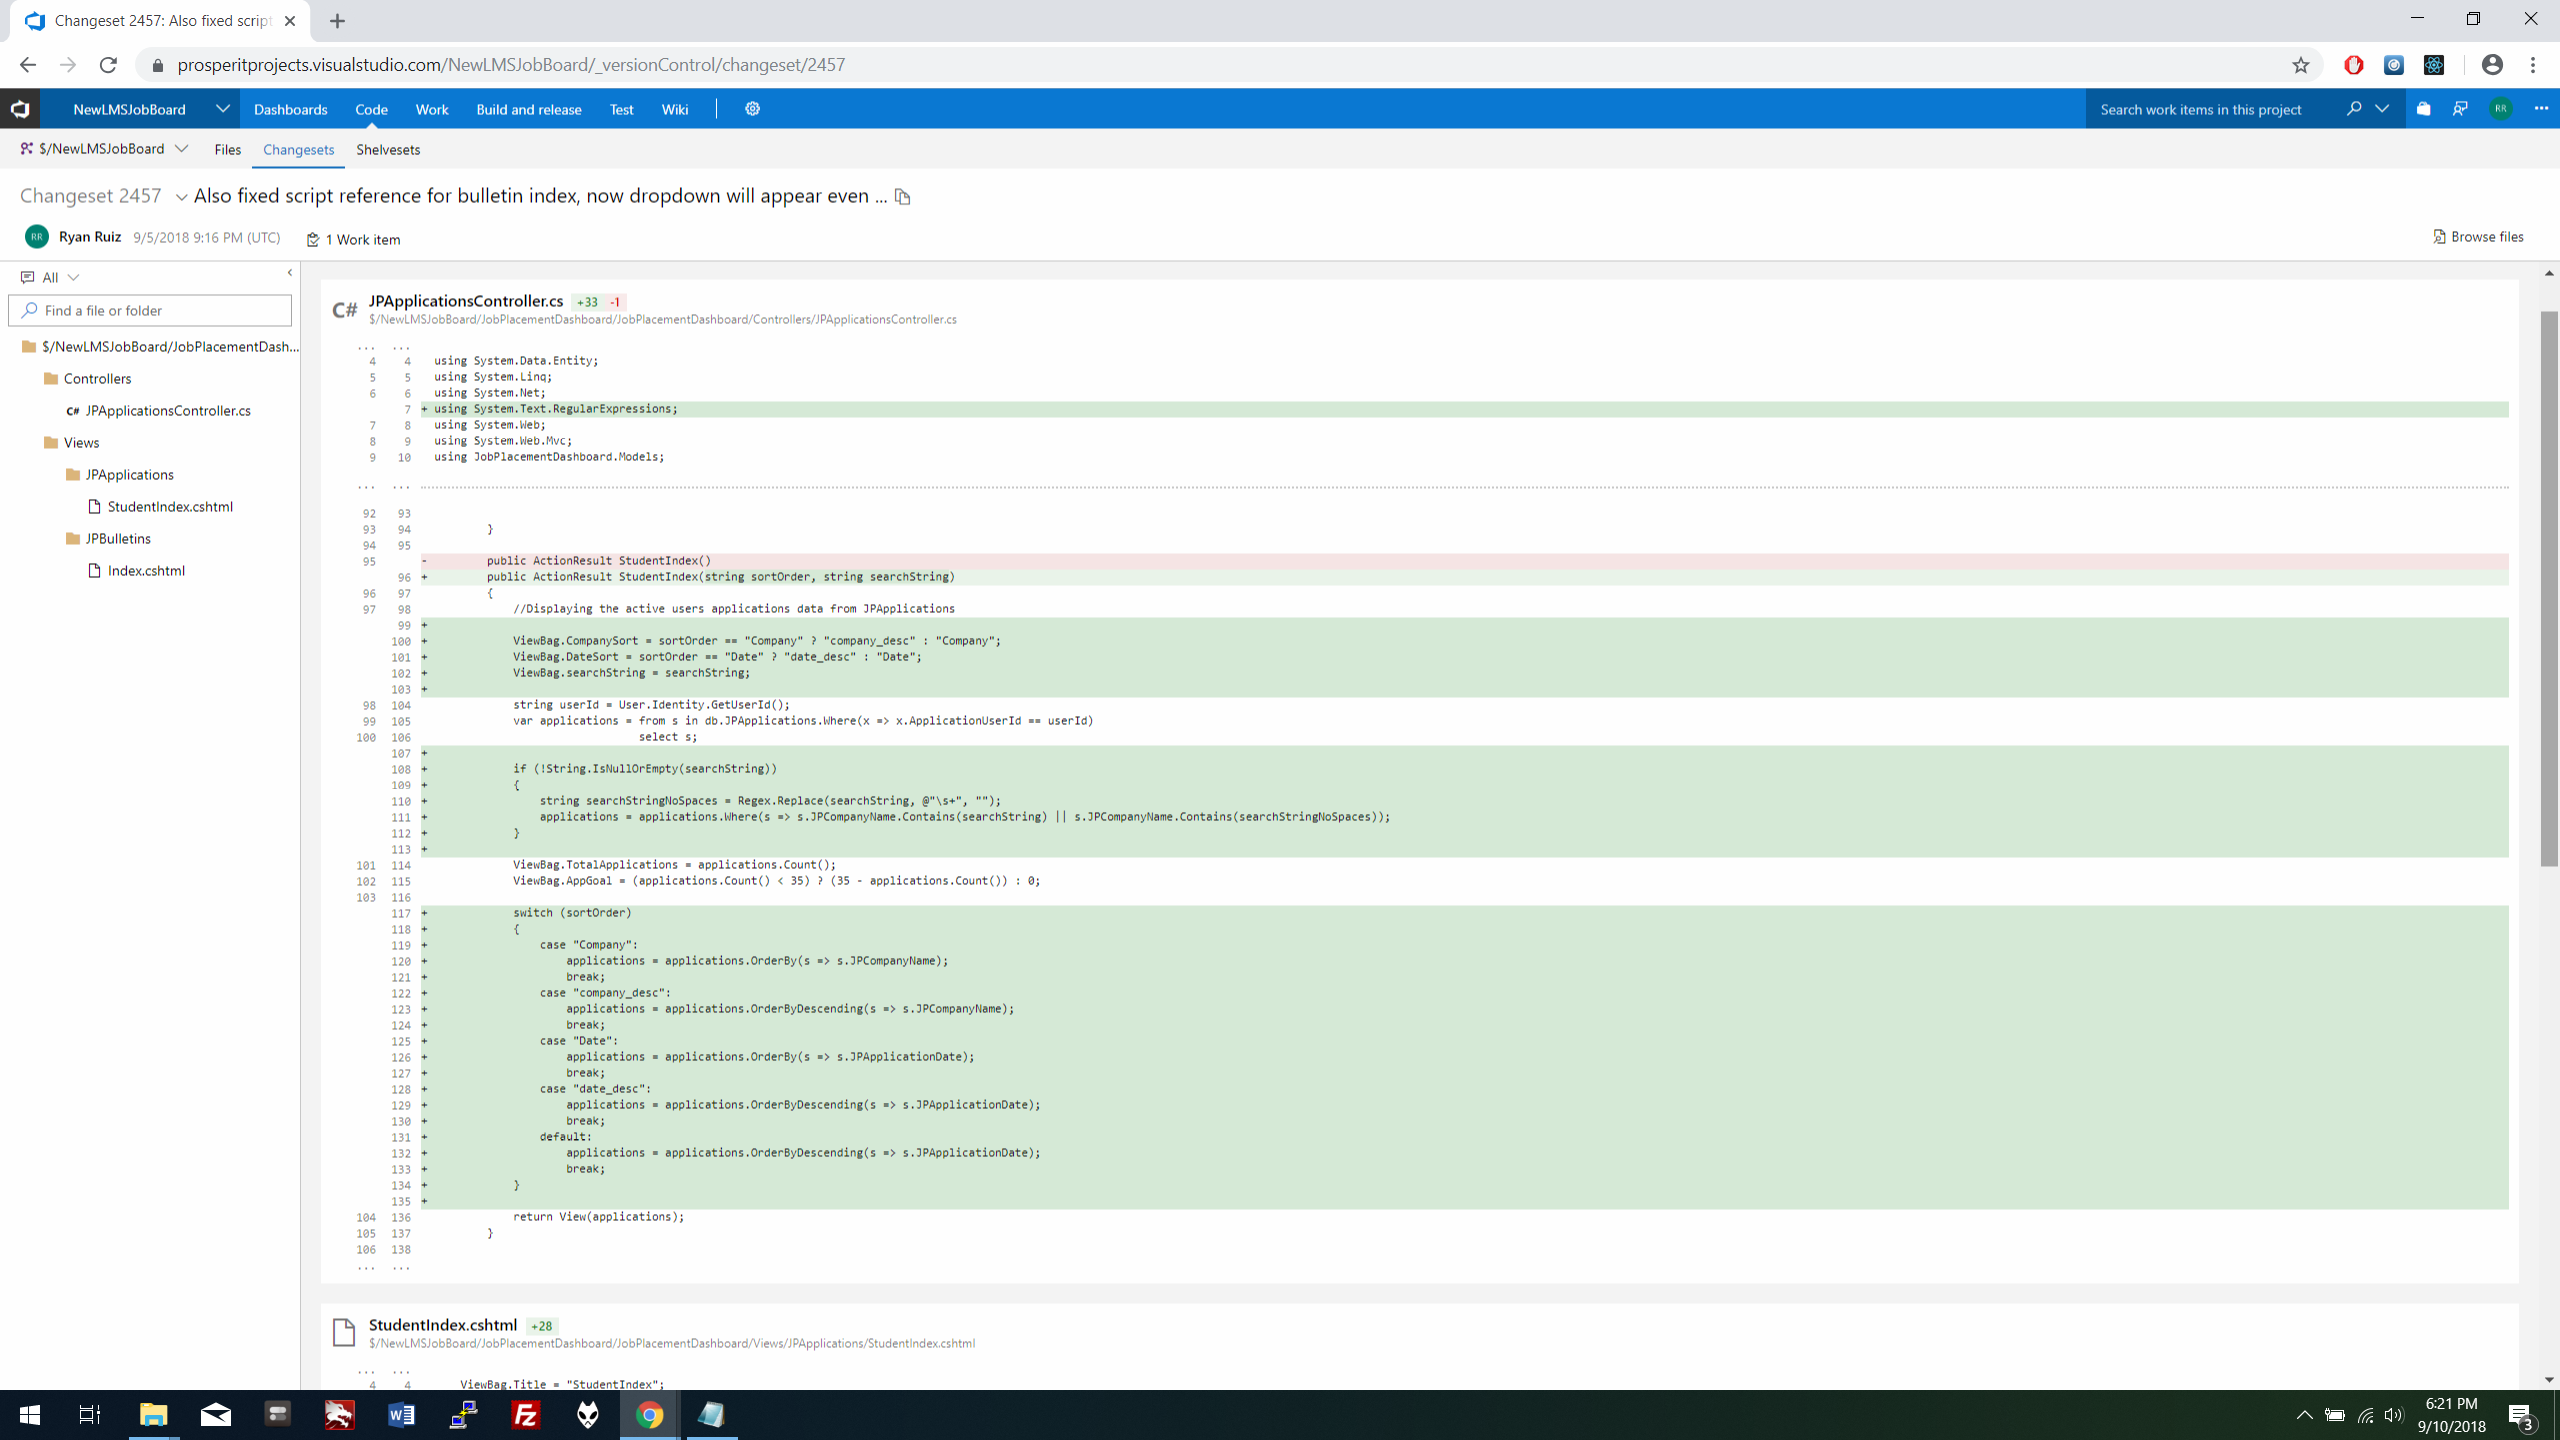 Changeset 2457: Also fixed script
prosperitprojects.visualstudio.com/NewLMSJobBoard/_versionControl/changeset/2457
NewLMSJobBoard Dashboards Code Work Build and release Test Wiki Search work items in this project RR
$/NewLMSJobBoard Files Changesets Shelvesets
Changeset 2457 Also fixed script reference for bulletin index, now dropdown will appear even ...
RR Ryan Ruiz 9/5/2018 9:16 PM (UTC) 1 Work item Browse files
All
Find a file or folder
$/NewLMSJobBoard/JobPlacementDash...
Controllers
C# JPApplicationsController.cs
Views
JPApplications
StudentIndex.cshtml
JPBulletins
Index.cshtml
C# JPApplicationsController.cs +33 -1
$/NewLMSJobBoard/JobPlacementDashboard/JobPlacementDashboard/Controllers/JPApplicationsController.cs
... ...
4 4 using System.Data.Entity;
5 5 using System.Linq;
6 6 using System.Net;
7 + using System.Text.RegularExpressions;
7 8 using System.Web;
8 9 using System.Web.Mvc;
9 10 using JobPlacementDashboard.Models;
... ...
92 93
93 94 }
94 95
95 - public ActionResult StudentIndex()
96 + public ActionResult StudentIndex(string sortOrder, string searchString)
96 97 {
97 98 //Displaying the active users applications data from JPApplications
99 +
100 + ViewBag.CompanySort = sortOrder == "Company" ? "company_desc" : "Company";
101 + ViewBag.DateSort = sortOrder == "Date" ? "date_desc" : "Date";
102 + ViewBag.searchString = searchString;
103 +
98 104 string userId = User.Identity.GetUserId();
99 105 var applications = from s in db.JPApplications.Where(x => x.ApplicationUserId == userId)
100 106 select s;
107 +
108 + if (!String.IsNullOrEmpty(searchString))
109 + {
110 + string searchStringNoSpaces = Regex.Replace(searchString, @"\s+", "");
111 + applications = applications.Where(s => s.JPCompanyName.Contains(searchString) || s.JPCompanyName.Contains(searchStringNoSpaces));
112 + }
113 +
101 114 ViewBag.TotalApplications = applications.Count();
102 115 ViewBag.AppGoal = (applications.Count() < 35) ? (35 - applications.Count()) : 0;
103 116
117 + switch (sortOrder)
118 + {
119 + case "Company":
120 + applications = applications.OrderBy(s => s.JPCompanyName);
121 + break;
122 + case "company_desc":
123 + applications = applications.OrderByDescending(s => s.JPCompanyName);
124 + break;
125 + case "Date":
126 + applications = applications.OrderBy(s => s.JPApplicationDate);
127 + break;
128 + case "date_desc":
129 + applications = applications.OrderByDescending(s => s.JPApplicationDate);
130 + break;
131 + default:
132 + applications = applications.OrderByDescending(s => s.JPApplicationDate);
133 + break;
134 + }
135 +
104 136 return View(applications);
105 137 }
106 138
... ...
StudentIndex.cshtml +28
$/NewLMSJobBoard/JobPlacementDashboard/JobPlacementDashboard/Views/JPApplications/StudentIndex.cshtml
... ...
4 4 ViewBag.Title = "StudentIndex";
6:21 PM
9/10/2018
3